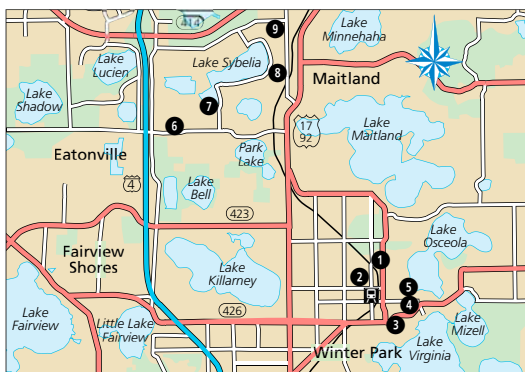 414
9
Lake
Minnehaha
Lake
Lucien
Lake Sybelia
8
Maitland
Lake
Shadow
7
6
17
92
Lake
Maitland
Eatonville
Park
Lake
4
Lake
Bell
423
Lake
Osceola
Fairview
Shores
1
2
Lake
Killarney
5
4
Lake
Fairview
Little Lake
Fairview
426
3
Lake
Mizell
Winter Park
Lake
Virginia